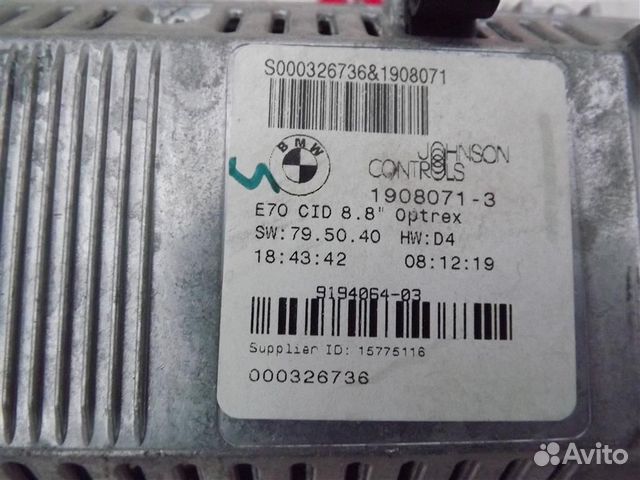 S000326736&1908071
BMW
JOHNSON
CONTROLS
1908071-3
E70 CID 8.8" Optrex
SW:79.50.40 HW:D4
18:43:42 08:12:19
9194064-03
Supplier ID: 15775116
000326736
Avito